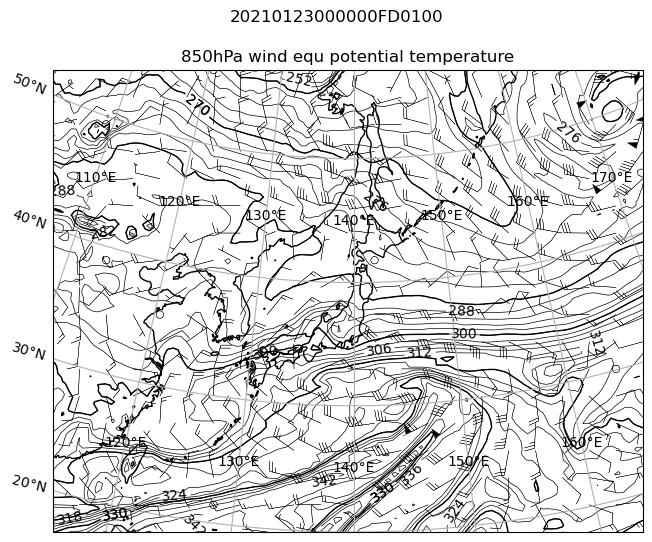 20210123000000FD0100
850hPa wind equ potential temperature
50°N
252
270
276
110°E
170°E
88
120°E
160°E
130°E
140°E
150°E
40°N
282
288
300
312
30°N
306
312
120°E
160°E
130°E
140°E
150°E
336
20°N
342
324
330
324
318
330
342